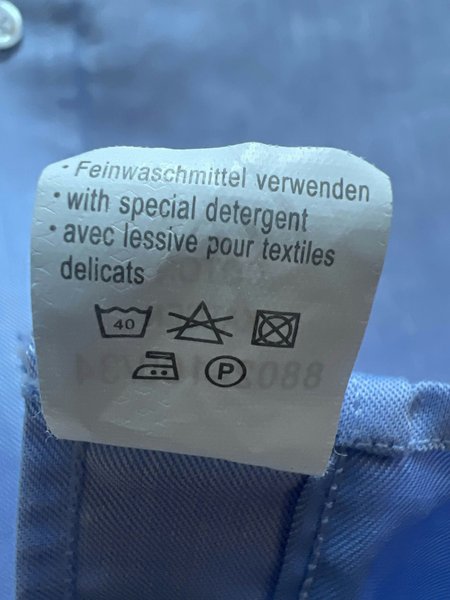 • Feinwaschmittel verwenden
• with special detergent
• avec lessive pour textiles
delicats
40
P